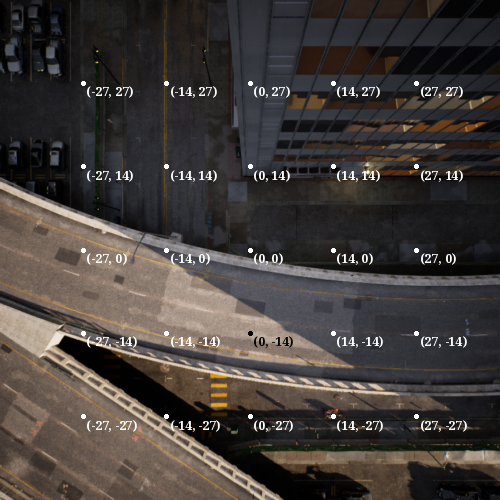 (-27, 27) (-14, 27) (0, 27) (14, 27) (27, 27)
(-27, 14) (-14, 14) (0, 14) (14, 14) (27, 14)
(-27, 0) (-14, 0) (0, 0) (14, 0) (27, 0)
(-27, -14) (-14, -14) (0, -14) (14, -14) (27, -14)
(-27, -27) (-14, -27) (0, -27) (14, -27) (27, -27)